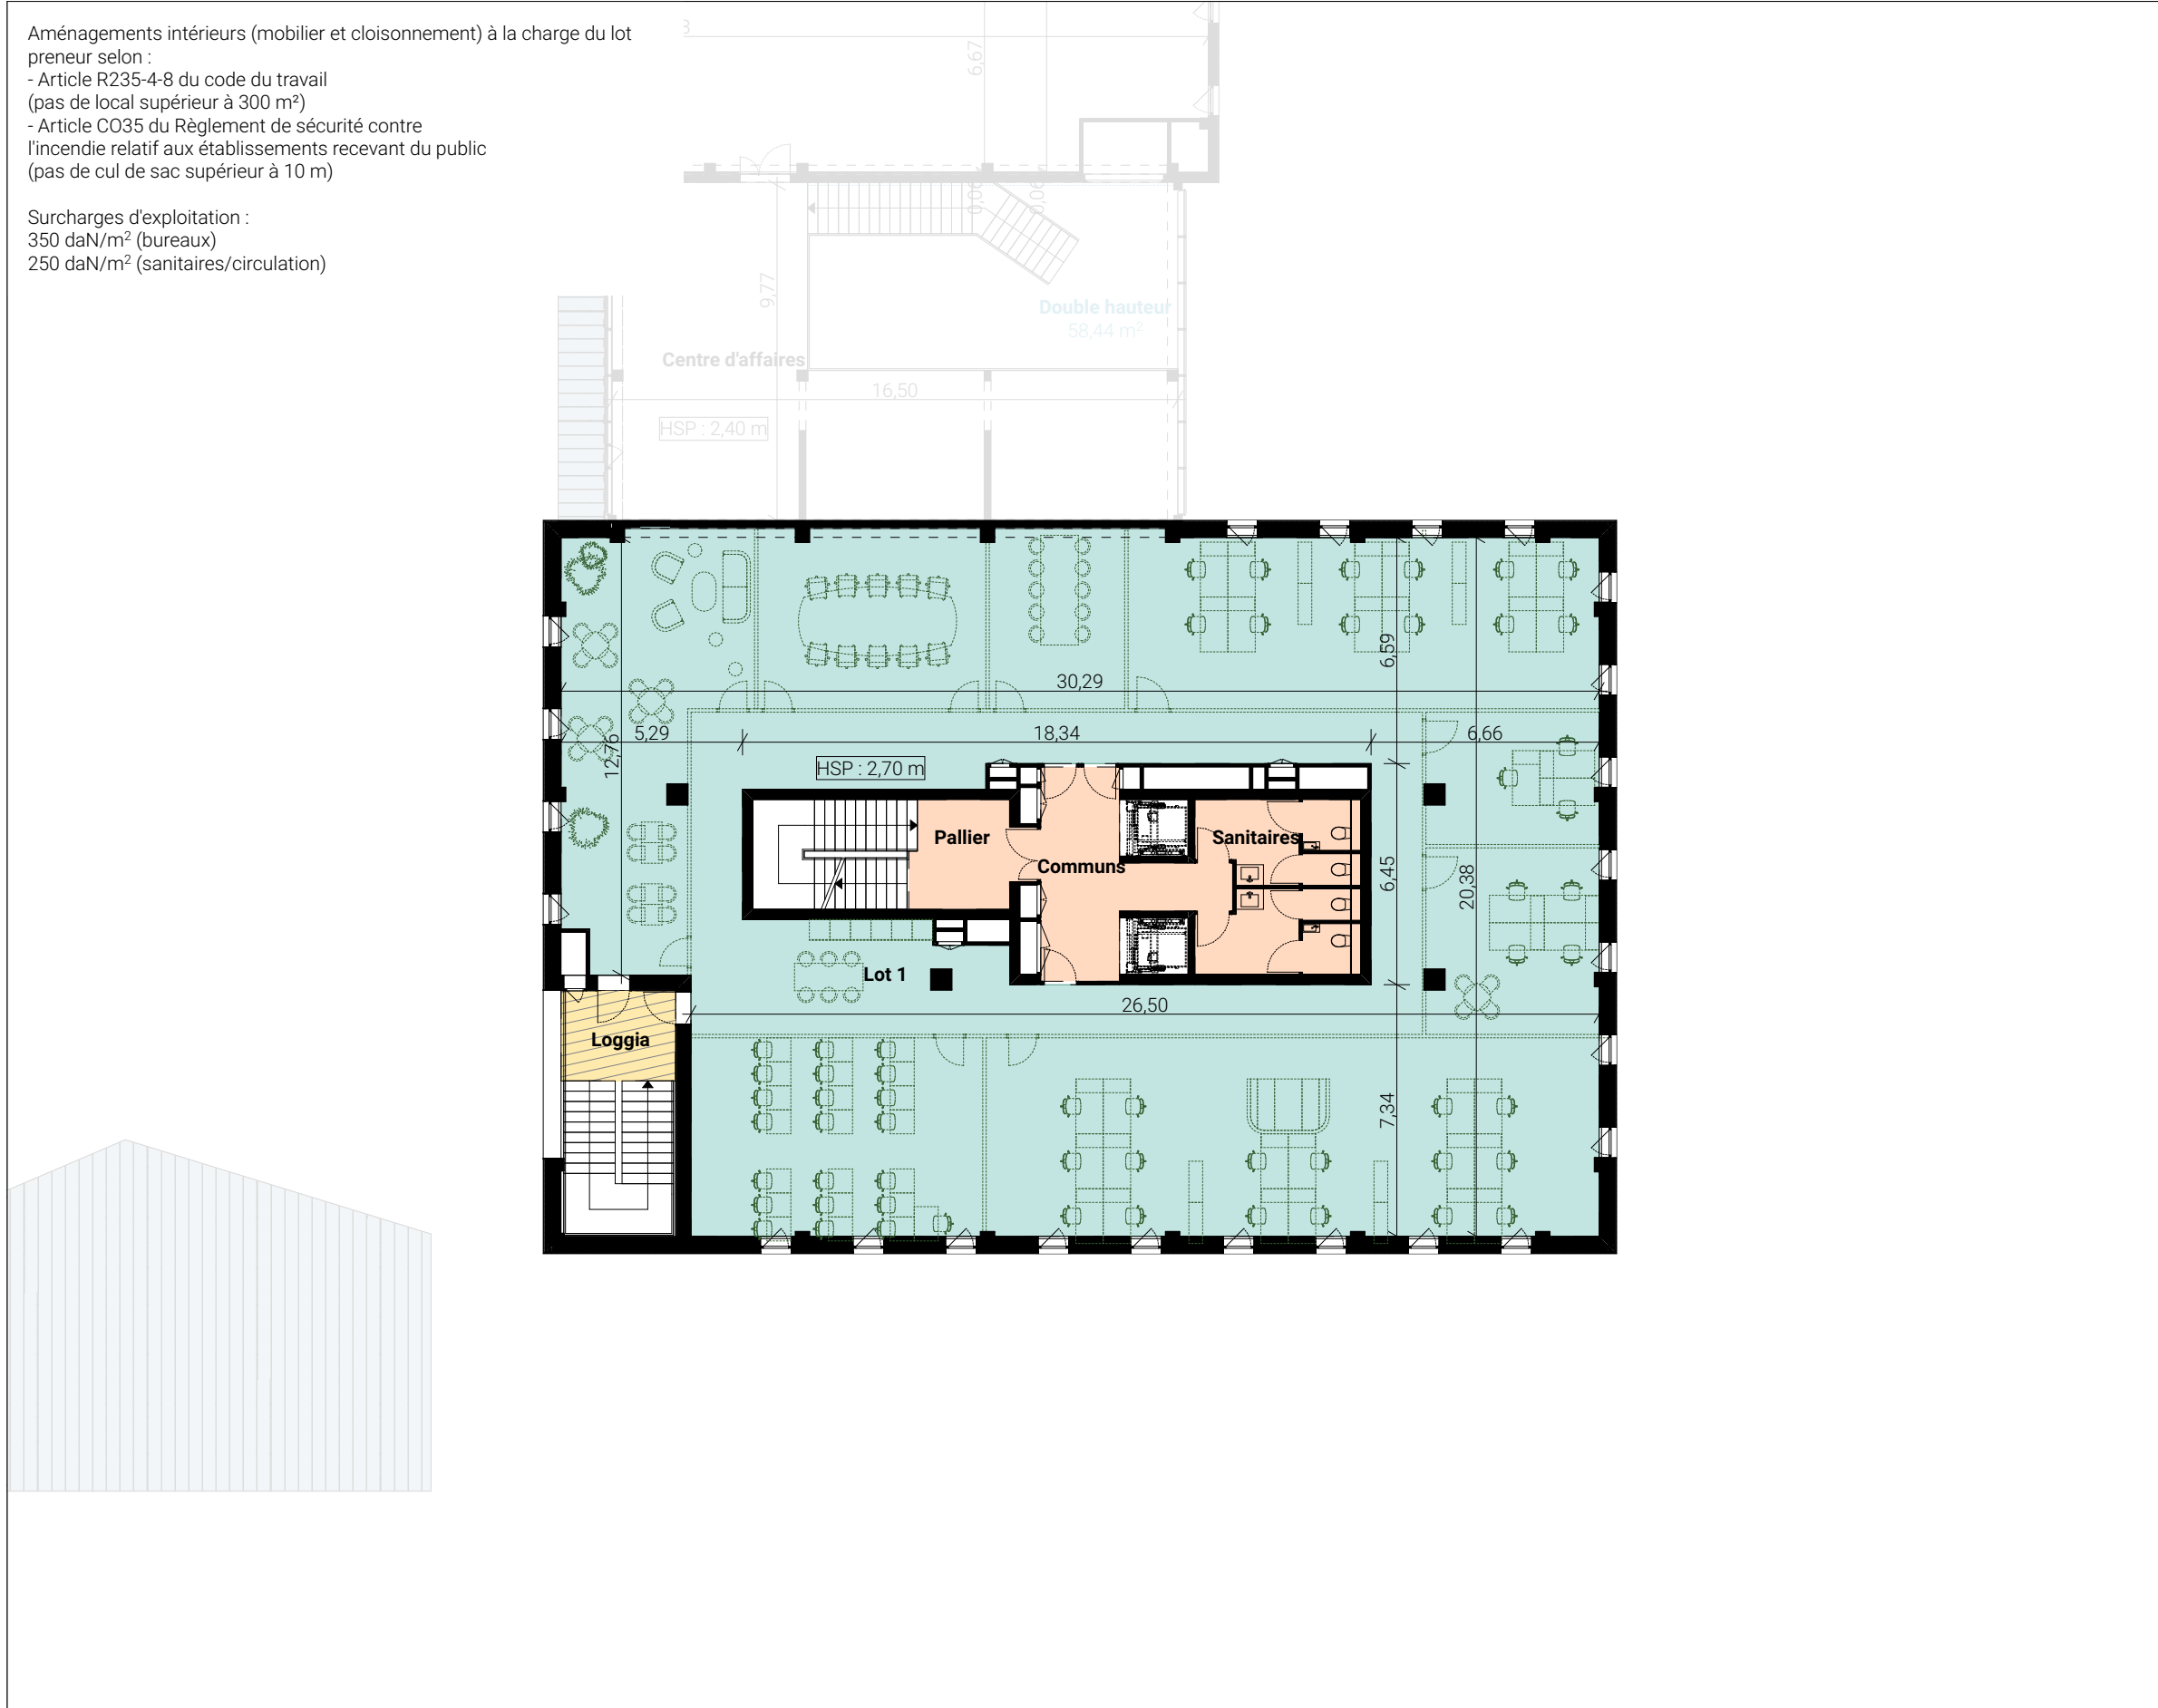 Aménagements intérieurs (mobilier et cloisonnement) à la charge du lot
preneur selon :
- Article R235-4-8 du code du travail
(pas de local supérieur à 300 m²)
- Article CO35 du Règlement de sécurité contre
l'incendie relatif aux établissements recevant du public
(pas de cul de sac supérieur à 10 m)
Surcharges d'exploitation :
350 daN/m² (bureaux)
250 daN/m² (sanitaires/circulation)
6,67
9,77
Double hauteur
58,44 m²
Centre d'affaires
16,50
HSP : 2,40 m
6,59
30,29
5,29
18,34
6,66
12,76
HSP : 2,70 m
Pallier
Sanitaires
Communs
6,45
20,38
Lot 1
26,50
Loggia
7,34